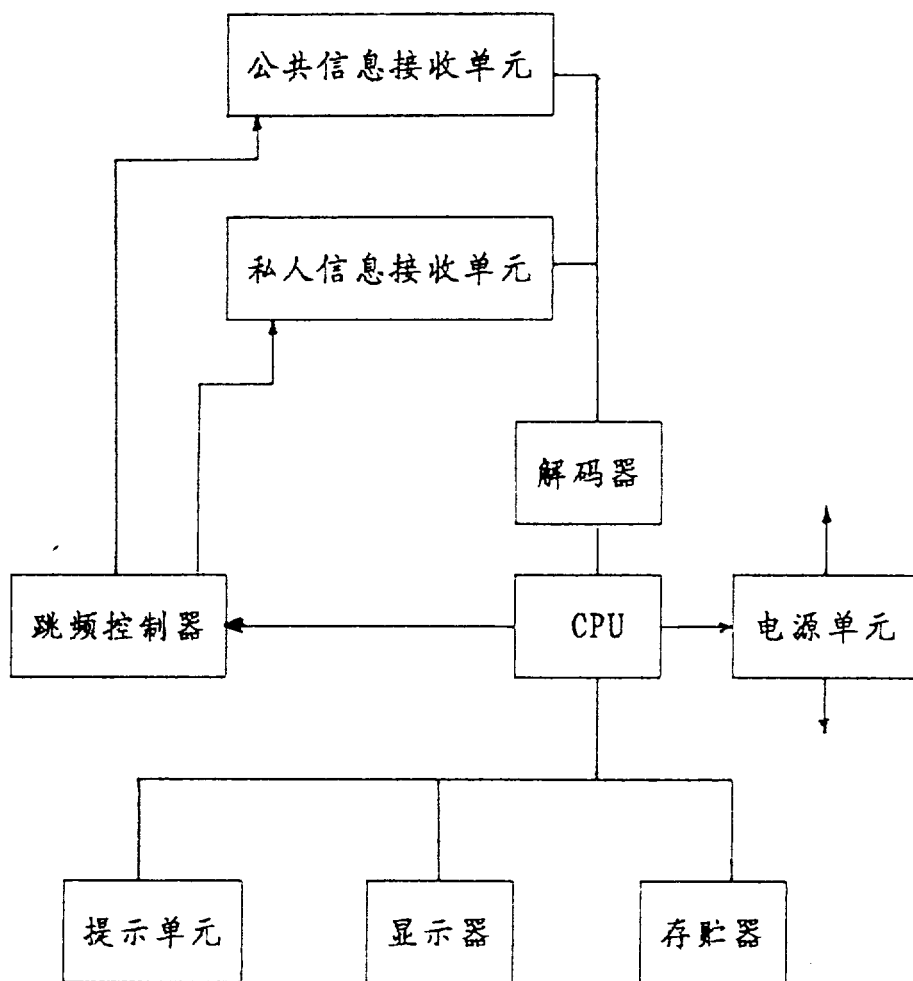 公共信息接收单元
私人信息接收单元
解码器
跳频控制器
CPU
电源单元
提示单元
显示器
存贮器